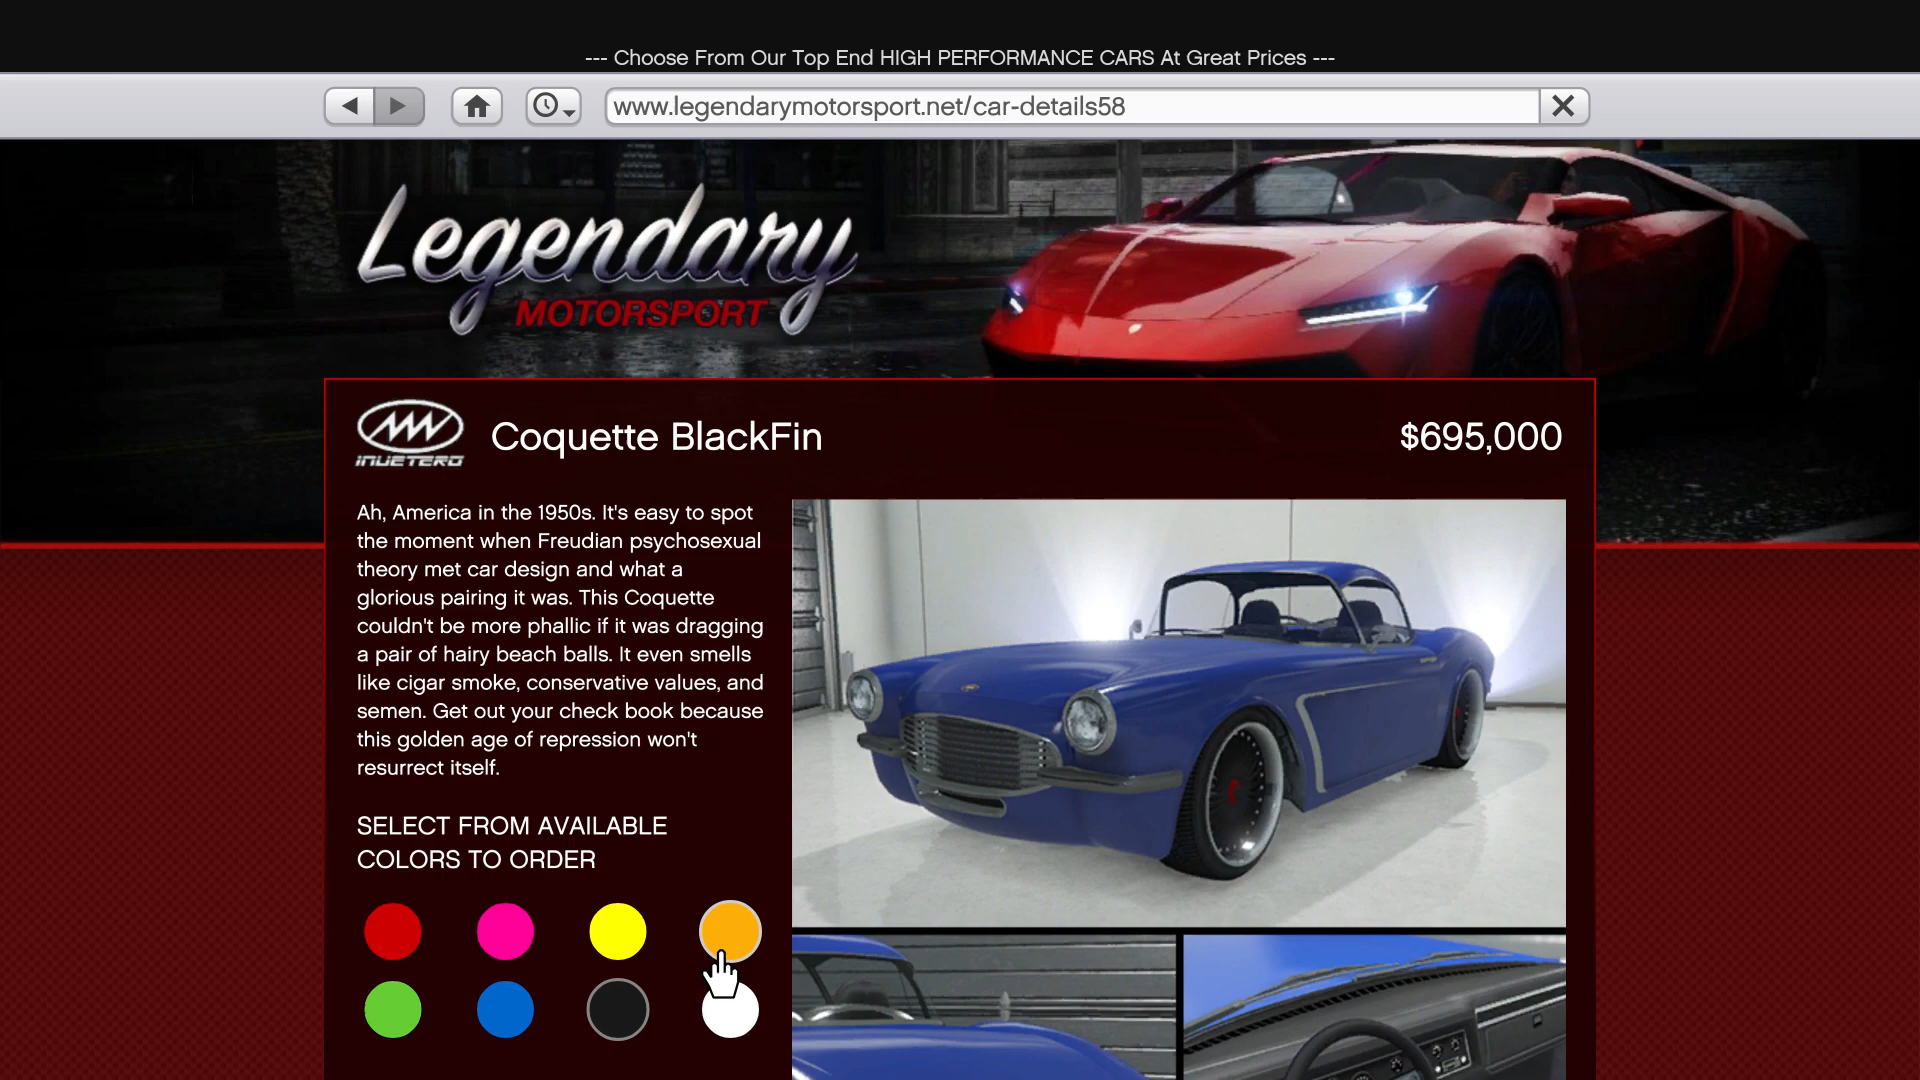 --- Choose From Our Top End HIGH PERFORMANCE CARS At Great Prices ---
www.legendarymotorsport.net/car-details58
Legendary
MOTORSPORT
INVETERO
Coquette BlackFin
$695,000
Ah, America in the 1950s. It's easy to spot
the moment when Freudian psychosexual
theory met car design and what a
glorious pairing it was. This Coquette
couldn't be more phallic if it was dragging
a pair of hairy beach balls. It even smells
like cigar smoke, conservative values, and
semen. Get out your check book because
this golden age of repression won't
resurrect itself.
SELECT FROM AVAILABLE
COLORS TO ORDER